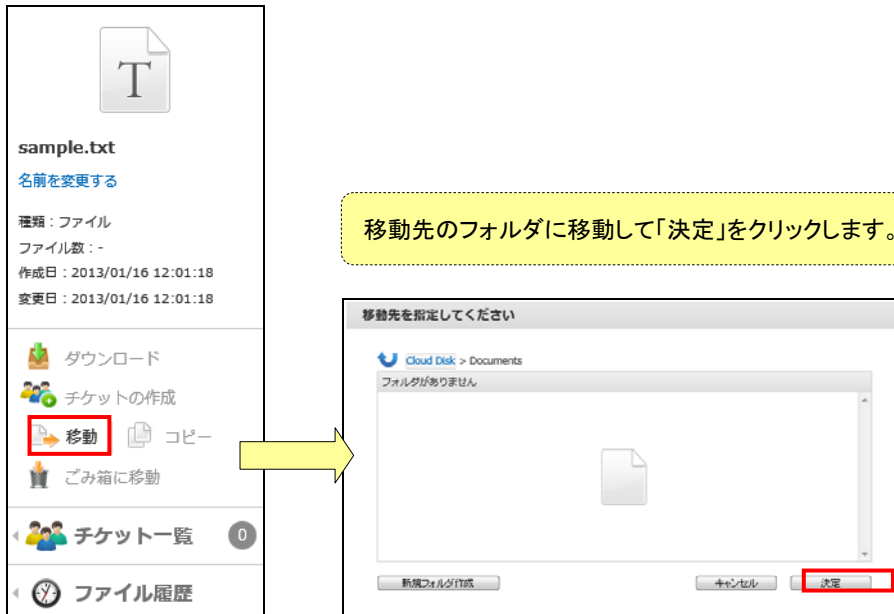 T
sample.txt
名前を変更する
種類：ファイル
ファイル数：-
作成日：2013/01/16 12:01:18
変更日：2013/01/16 12:01:18
ダウンロード
チケットの作成
移動 コピー
ごみ箱に移動
チケット一覧 0
ファイル履歴
移動先のフォルダに移動して「決定」をクリックします。
移動先を指定してください
Cloud Disk > Documents
フォルダがありません
新規フォルダ作成 キャンセル 決定